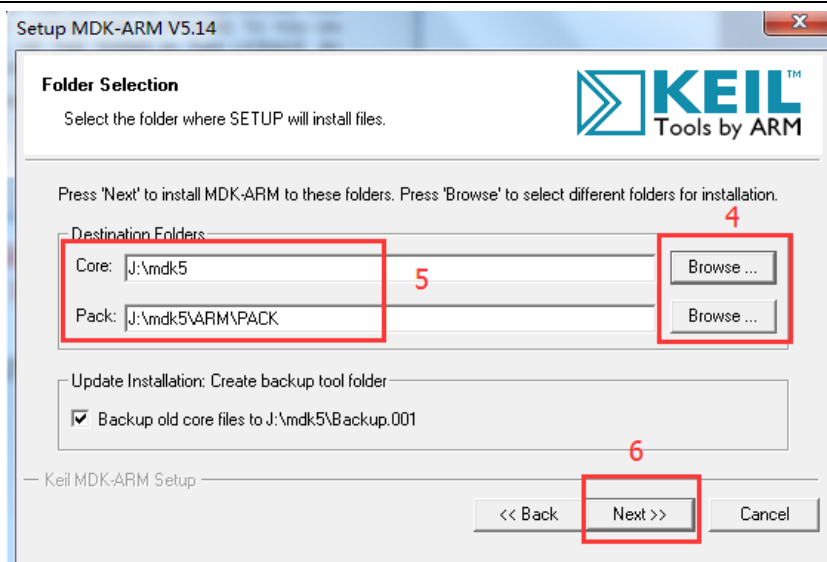 Setup MDK-ARM V5.14
x
Folder Selection
Select the folder where SETUP will install files.
KEIL™
Tools by ARM
Press 'Next' to install MDK-ARM to these folders. Press 'Browse' to select different folders for installation.
4
Destination Folders
Core: J:\mdk5 Browse ...
5
Pack: J:\mdk5\ARM\PACK Browse ...
Update Installation: Create backup tool folder
Backup old core files to J:\mdk5\Backup.001
6
Keil MDK-ARM Setup
<< Back Next >> Cancel